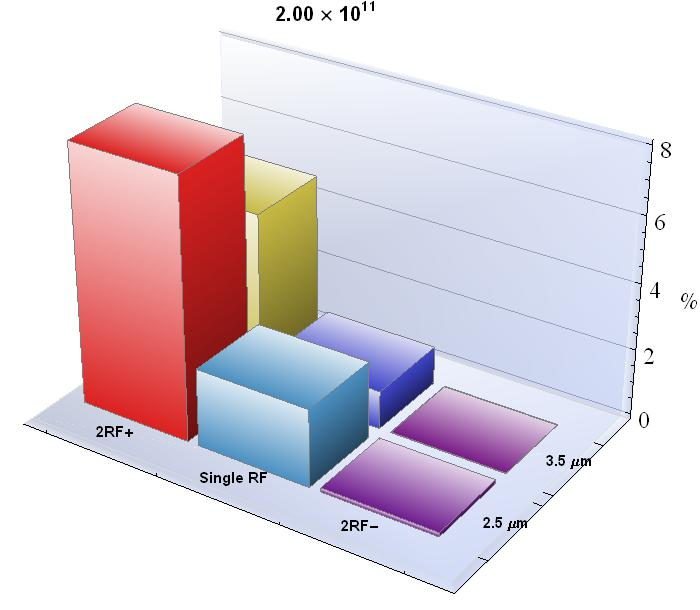 2.00 × 10¹¹
8
6
4
%
2
0
3.5 μm
2.5 μm
2RF+
Single RF
2RF−